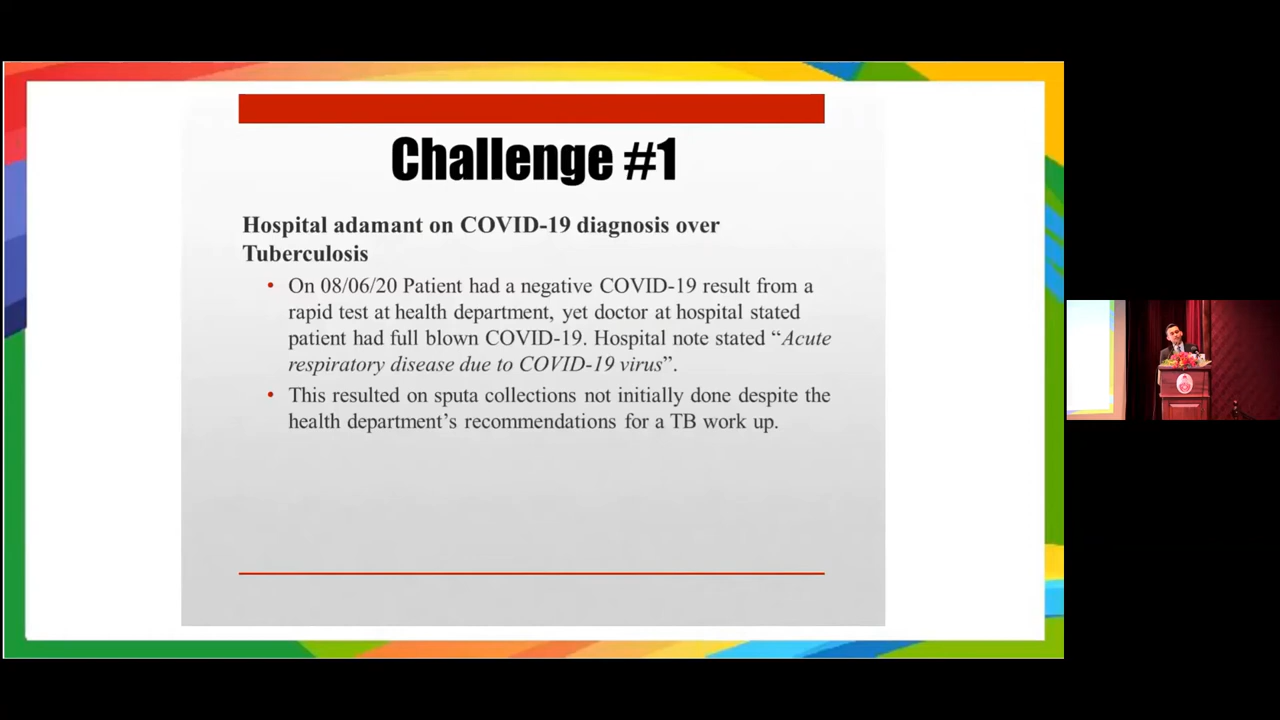 Challenge #1
Hospital adamant on COVID-19 diagnosis over
Tuberculosis
• On 08/06/20 Patient had a negative COVID-19 result from a
rapid test at health department, yet doctor at hospital stated
patient had full blown COVID-19. Hospital note stated “Acute
respiratory disease due to COVID-19 virus”.
• This resulted on sputa collections not initially done despite the
health department’s recommendations for a TB work up.